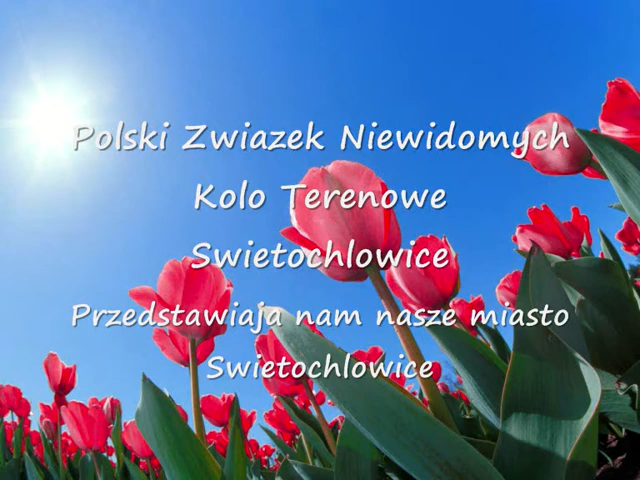 Polski Zwiazek Niewidomych
Kolo Terenowe
Swietochlowice
Przedstawiaja nam nasze miasto
Swietochlowice